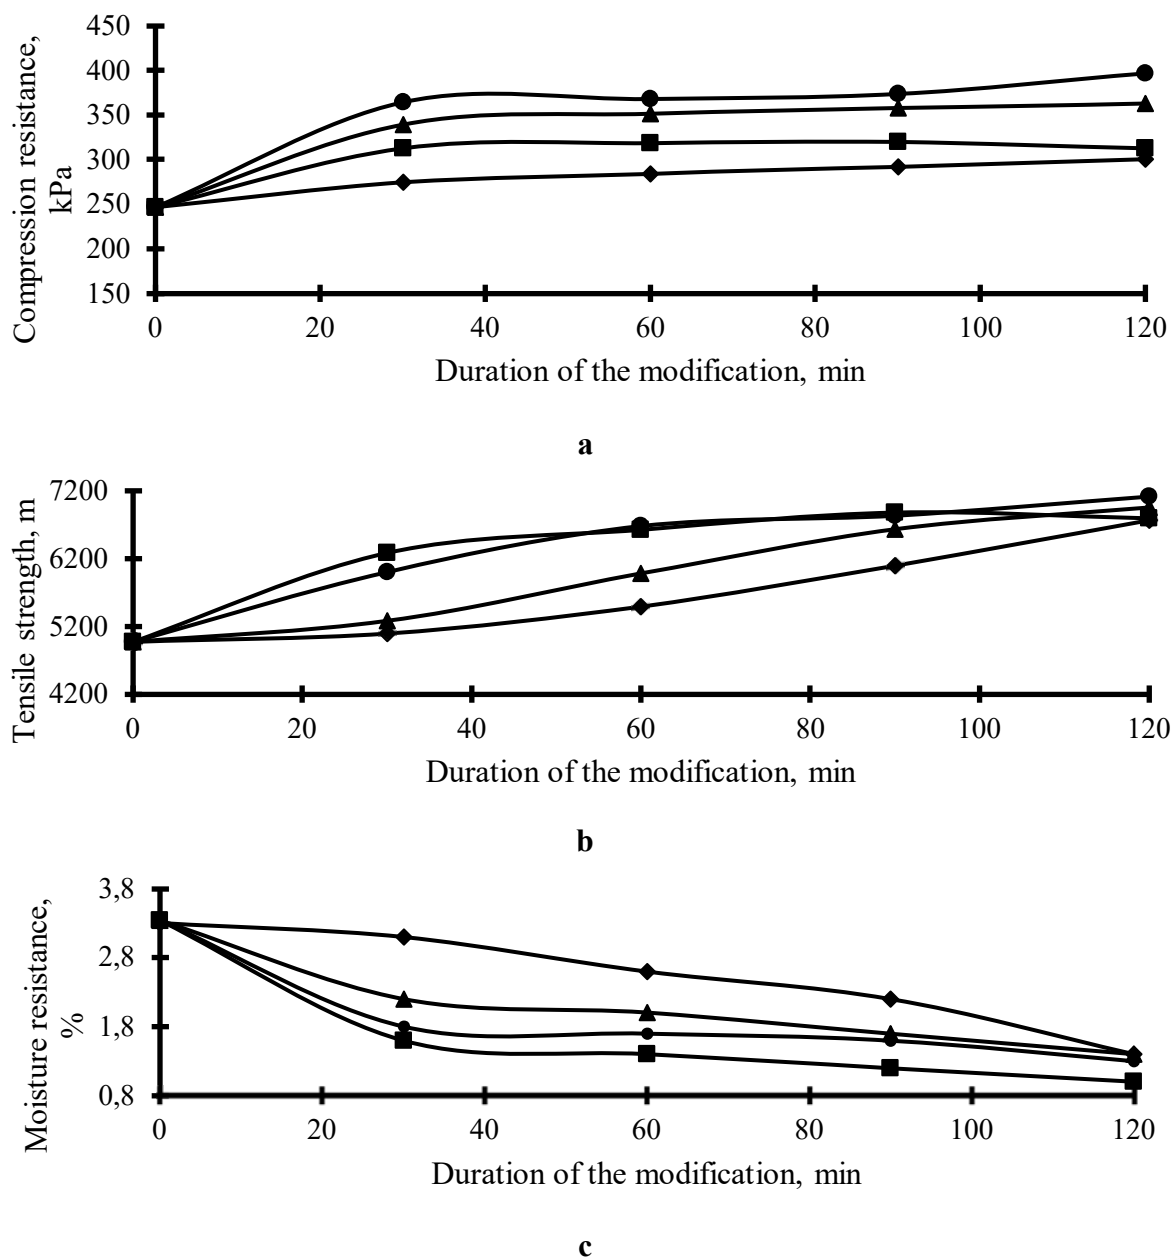 Compression resistance,
kPa
450
400
350
300
250
200
150
0 20 40 60 80 100 120
Duration of the modification, min
a
Tensile strength, m
7200
6200
5200
4200
0 20 40 60 80 100 120
Duration of the modification, min
b
Moisture resistance,
%
3,8
2,8
1,8
0,8
0 20 40 60 80 100 120
Duration of the modification, min
c